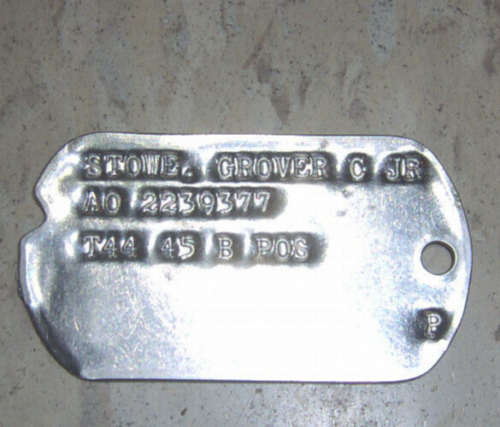 STOWE, GROVER C JR
AO 2239377
T44 45 B POS
P